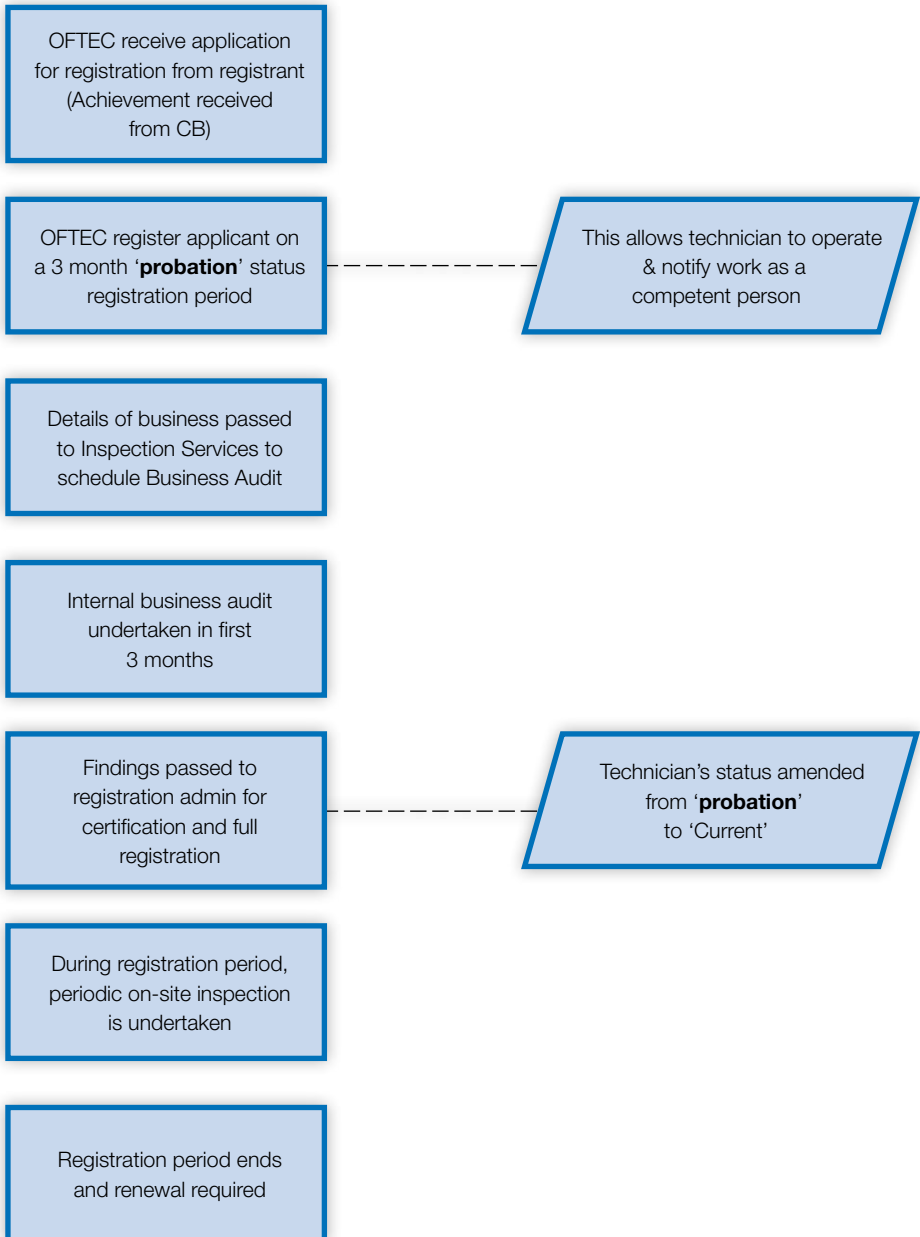 OFTEC receive application
for registration from registrant
(Achievement received
from CB)
OFTEC register applicant on
a 3 month ‘probation’ status
registration period
This allows technician to operate
& notify work as a
competent person
Details of business passed
to Inspection Services to
schedule Business Audit
Internal business audit
undertaken in first
3 months
Findings passed to
registration admin for
certification and full
registration
Technician’s status amended
from ‘probation’
to ‘Current’
During registration period,
periodic on-site inspection
is undertaken
Registration period ends
and renewal required